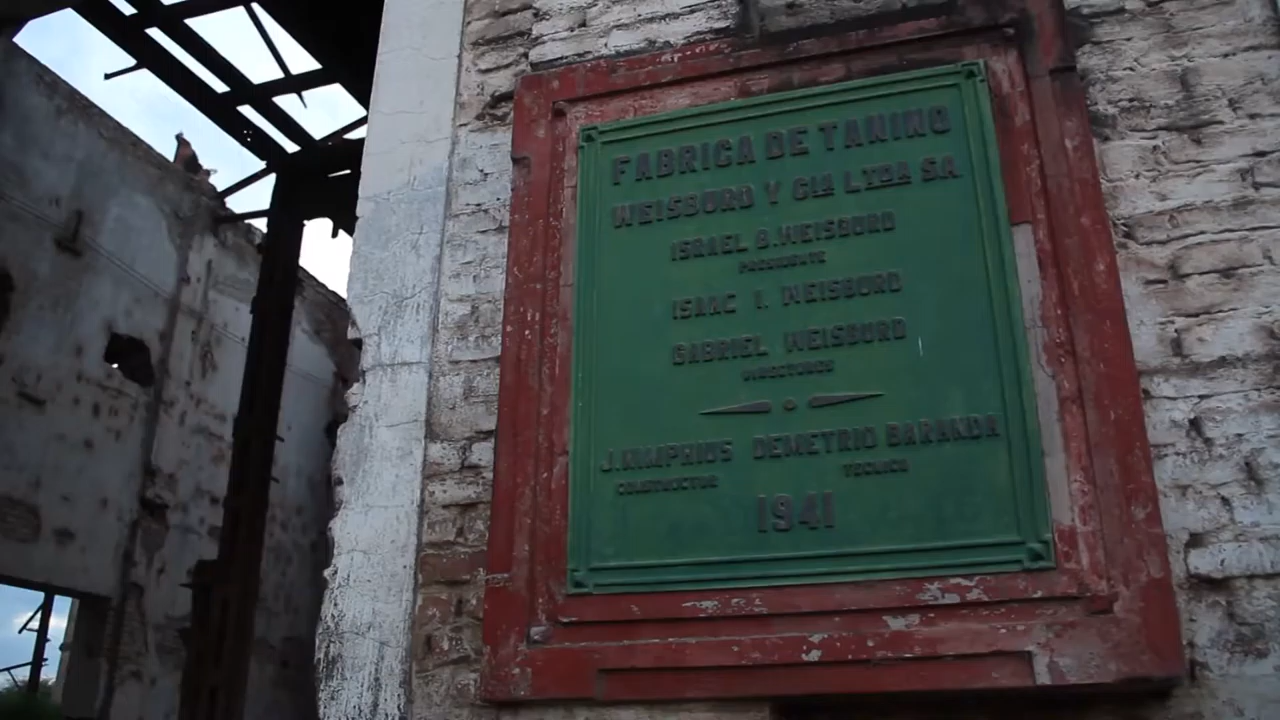 FABRICA DE TANINO
WEISBURD Y CIA LTDA SA.
ISRAEL B. WEISBURD
PRESIDENTE
ISAAC I. WEISBURD
GABRIEL WEISBURD
DIRECTORES
J. NIMPHIUS DEMETRIO BARANDA
CONSTRUCTOR TECNICO
1941